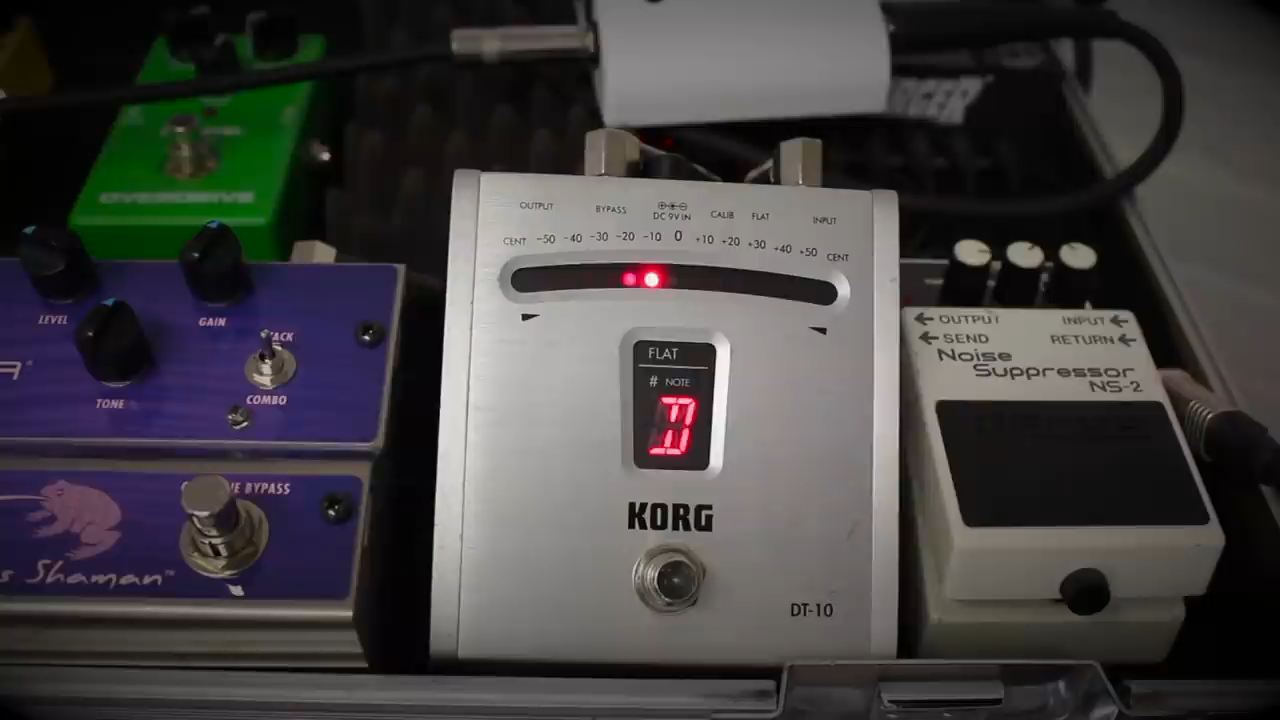 OVERDRIVE
OUTPUT BYPASS DC 9V IN CALIB FLAT INPUT
CENT -50 -40 -30 -20 -10 0 +10 +20 +30 +40 +50 CENT
FLAT
# NOTE
D
KORG
DT-10
LEVEL
GAIN
TONE
COMBO
BYPASS
Shaman™
← OUTPUT INPUT ←
← SEND RETURN ←
Noise
Suppressor
NS-2